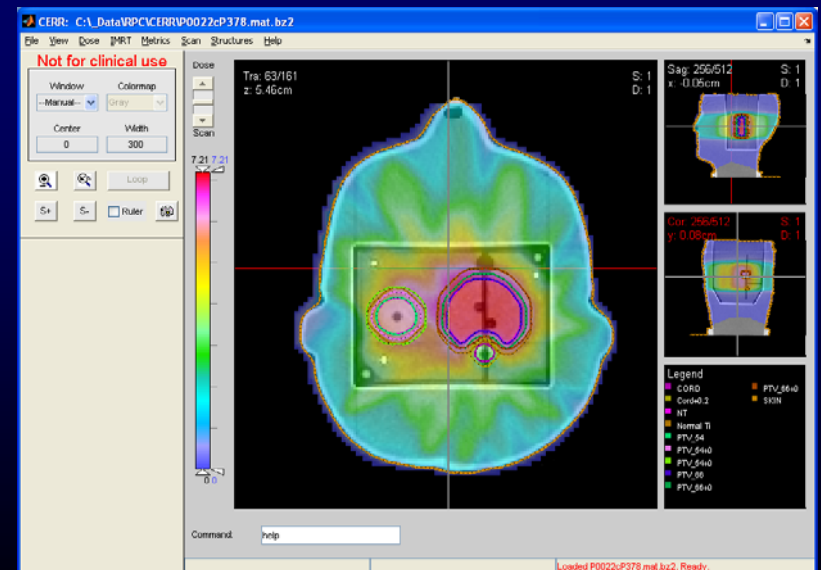 CERR: C:\_Data\RPC\CERR\P0022cP378.mat.bz2
File View Dose IMRT Metrics Scan Structures Help
Not for clinical use
Window Colormap
--Manual-- Gray
Center Width
0 300
Loop
S+ S- Ruler
Dose
Scan
7.21 7.21
0 0
Tra: 63/161
z: 5.46cm
S: 1
D: 1
Sag: 256/512 S: 1
x: -0.05cm D: 1
Cor: 256/512 S: 1
y: 0.08cm D: 1
Legend
CORD
Cord+0.2
NT
Normal Ti
PTV_54
PTV_54+0
PTV_54+0
PTV_66
PTV_66+0
PTV_66+0
SKIN
Command: help
Loaded P0022cP378.mat.bz2. Ready.